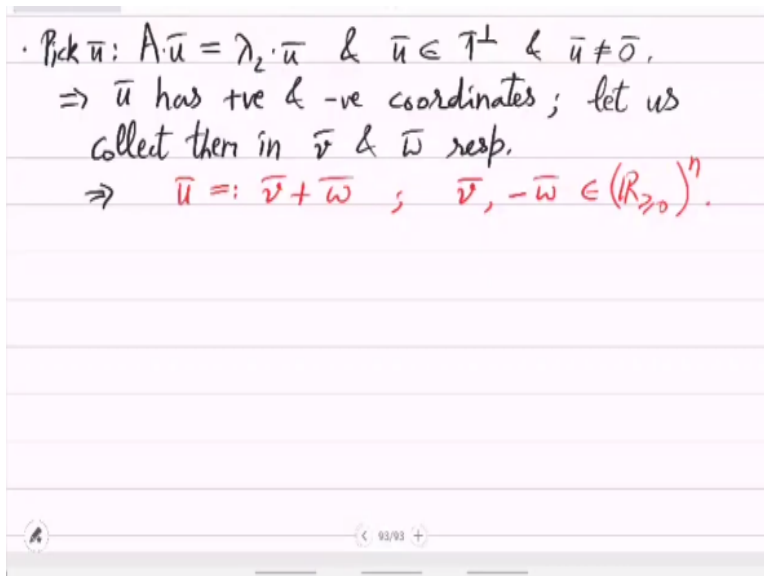 · Pick ū: A·ū = λ₂·ū & ū ∈ 1̄^⊥ & ū ≠ 0̄.
⇒ ū has +ve & -ve coordinates; let us
collect them in v̄ & w̄ resp.
⇒ ū =: v̄ + w̄ ; v̄, -w̄ ∈ (ℝ≥0)ⁿ.
< 93/93 +